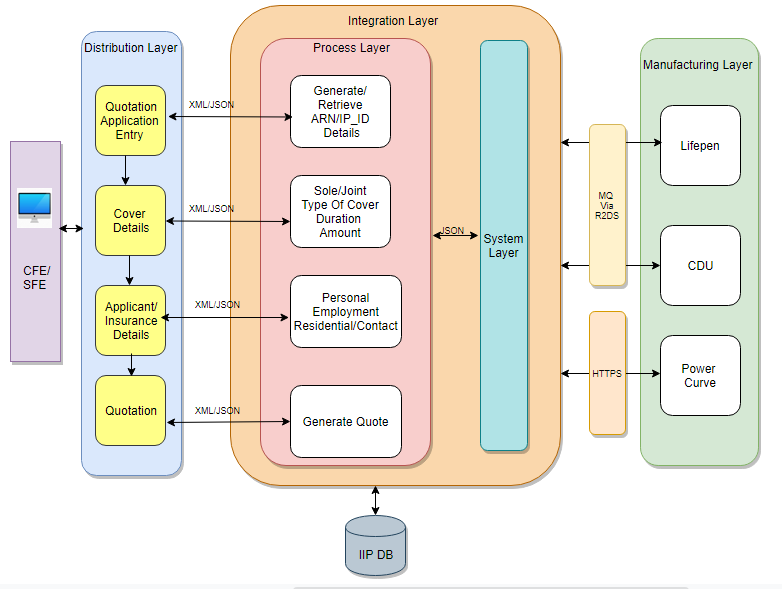 Integration Layer
Distribution Layer
Process Layer
Manufacturing Layer
Quotation
Application
Entry
XML/JSON
Generate/
Retrieve
ARN/IP_ID
Details
Lifepen
CFE/
SFE
Cover
Details
XML/JSON
Sole/Joint
Type Of Cover
Duration
Amount
JSON
System
Layer
MQ
Via
R2DS
CDU
Applicant/
Insurance
Details
XML/JSON
Personal
Employment
Residential/Contact
HTTPS
Power
Curve
Quotation
XML/JSON
Generate Quote
IIP DB